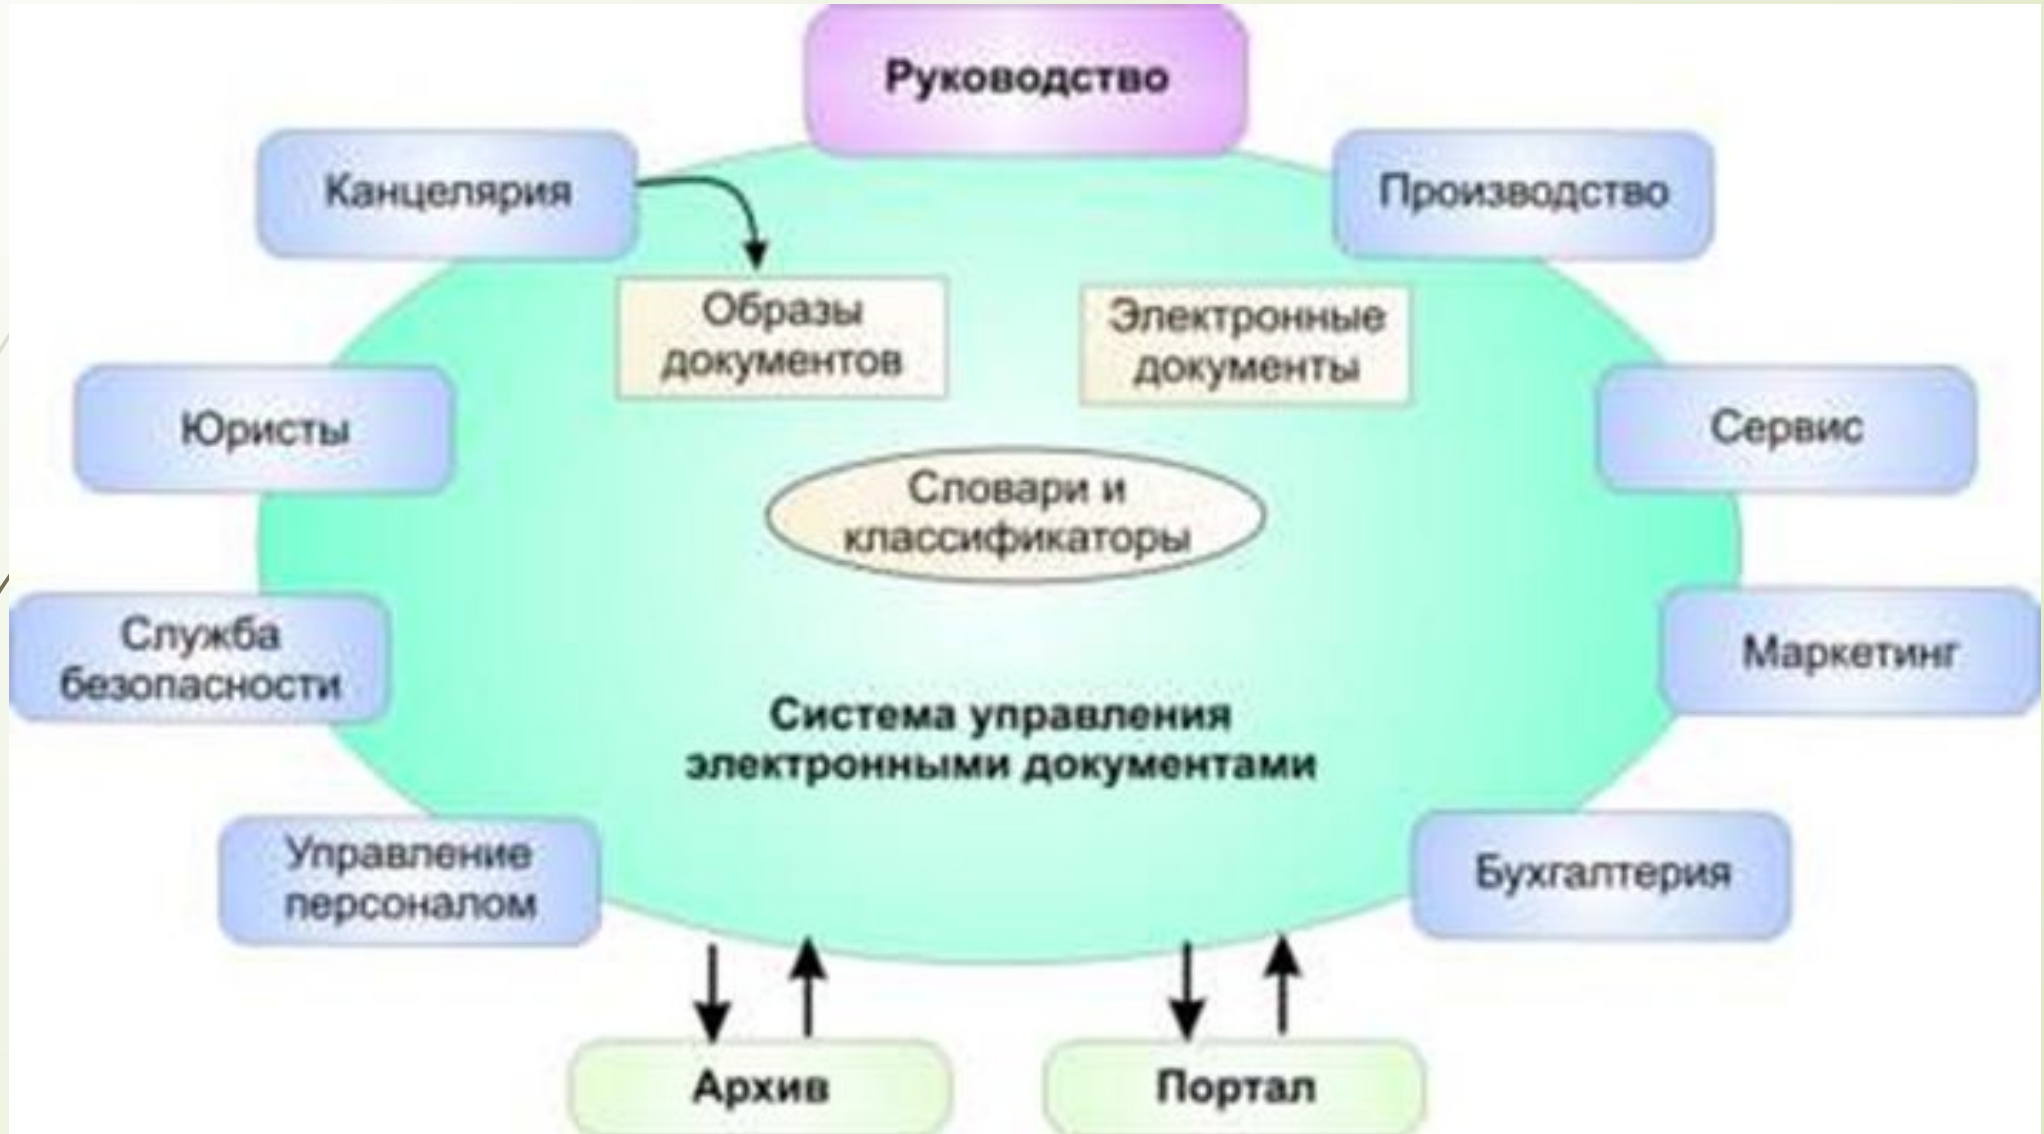 Руководство
Канцелярия
Производство
Образы
документов
Электронные
документы
Юристы
Сервис
Словари и
классификаторы
Служба
безопасности
Маркетинг
Система управления
электронными документами
Управление
персоналом
Бухгалтерия
Архив
Портал